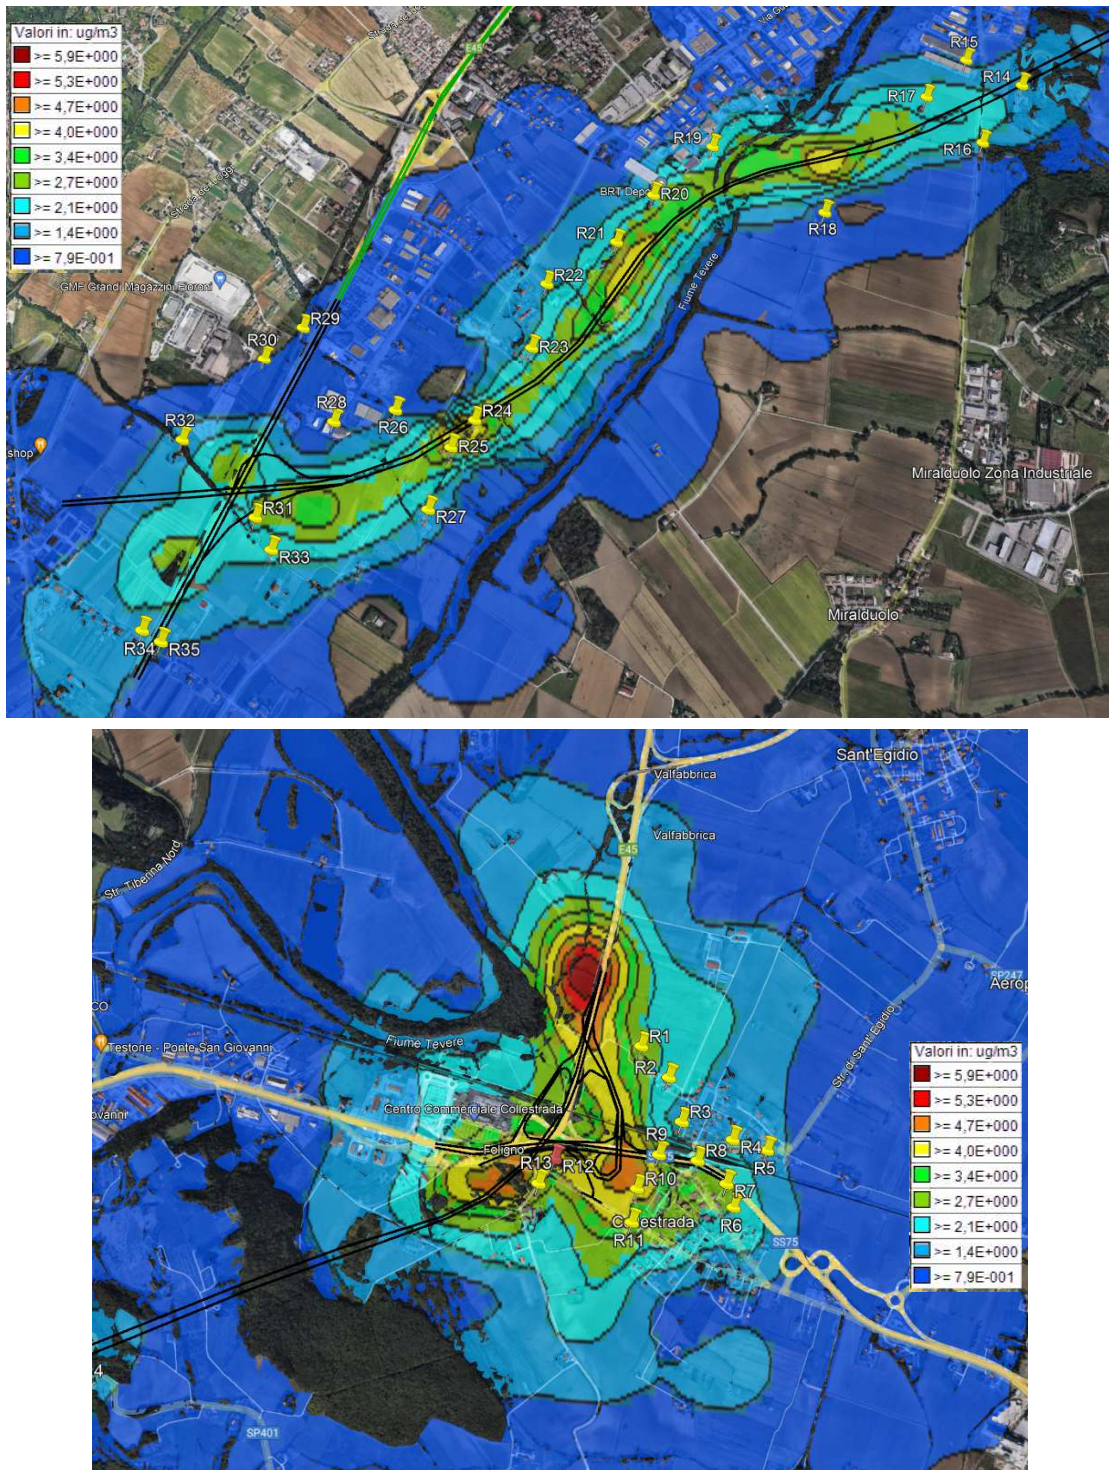 Valori in: ug/m3
>= 5,9E+000
>= 5,3E+000
>= 4,7E+000
>= 4,0E+000
>= 3,4E+000
>= 2,7E+000
>= 2,1E+000
>= 1,4E+000
>= 7,9E-001
E45
R15
R14
R17
R16
R19
BRT Depo
R20
R18
R21
R22
Fiume Tevere
GMF Grandi Magazzini Fioroni
R29
R30
R23
R28
R26
R24
R25
R32
shop
Miralduolo Zona Industriale
R31
R27
R33
Miralduolo
R34
R35
Sant'Egidio
Valfabbrica
Valfabbrica
E45
Str. Tiberina Nord
SP247
Aerop
CO
Str. di Sant'Egidio
R1
Testone - Ponte San Giovanni
Fiume Tevere
R2
ovanni
Centro Commerciale Collestrada
R3
R9
R4
Foligno
R8
R5
R13
R12
R10
R7
R6
R11
SS75
Valori in: ug/m3
>= 5,9E+000
>= 5,3E+000
>= 4,7E+000
>= 4,0E+000
>= 3,4E+000
>= 2,7E+000
>= 2,1E+000
>= 1,4E+000
>= 7,9E-001
4
SP401